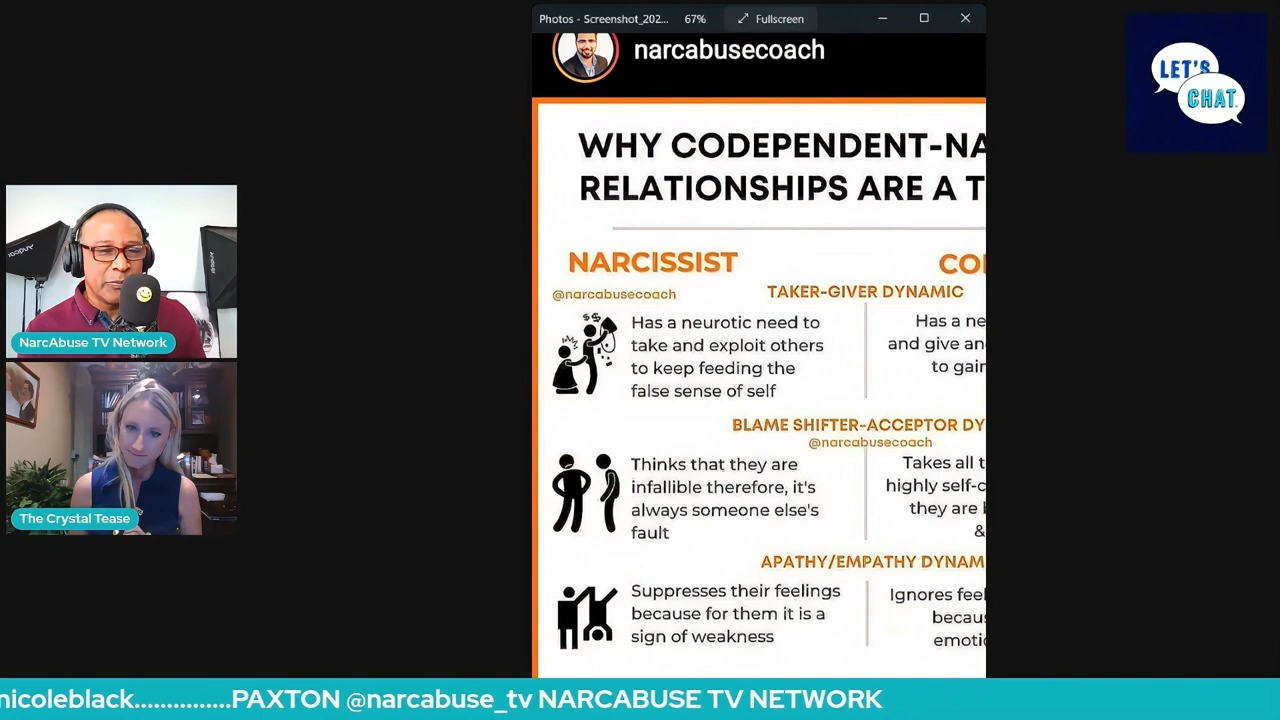 Photos - Screenshot_202... 67% Fullscreen
narcabusecoach
LET'S
CHAT
WHY CODEPENDENT-NA
RELATIONSHIPS ARE A T
NARCISSIST
COI
@narcabusecoach
TAKER-GIVER DYNAMIC
Has a neurotic need to
take and exploit others
to keep feeding the
false sense of self
Has a ne
and give an
to gain
BLAME SHIFTER-ACCEPTOR DY
@narcabusecoach
Thinks that they are
infallible therefore, it's
always someone else's
fault
Takes all t
highly self-c
they are
&
APATHY/EMPATHY DYNAM
Suppresses their feelings
because for them it is a
sign of weakness
Ignores feel
becaus
emotio
NarcAbuse TV Network
The Crystal Tease
nicoleblack...............PAXTON @narcabuse_tv NARCABUSE TV NETWORK